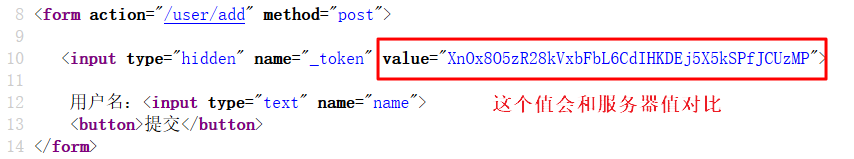 8 <form action="/user/add" method="post">
9
10 <input type="hidden" name="_token" value="XnOx8O5zR28kVxbFbL6CdIHKDEj5X5kSPfJCUzMP">
11
12 用户名：<input type="text" name="name"> 这个值会和服务器值对比
13 <button>提交</button>
14 </form>